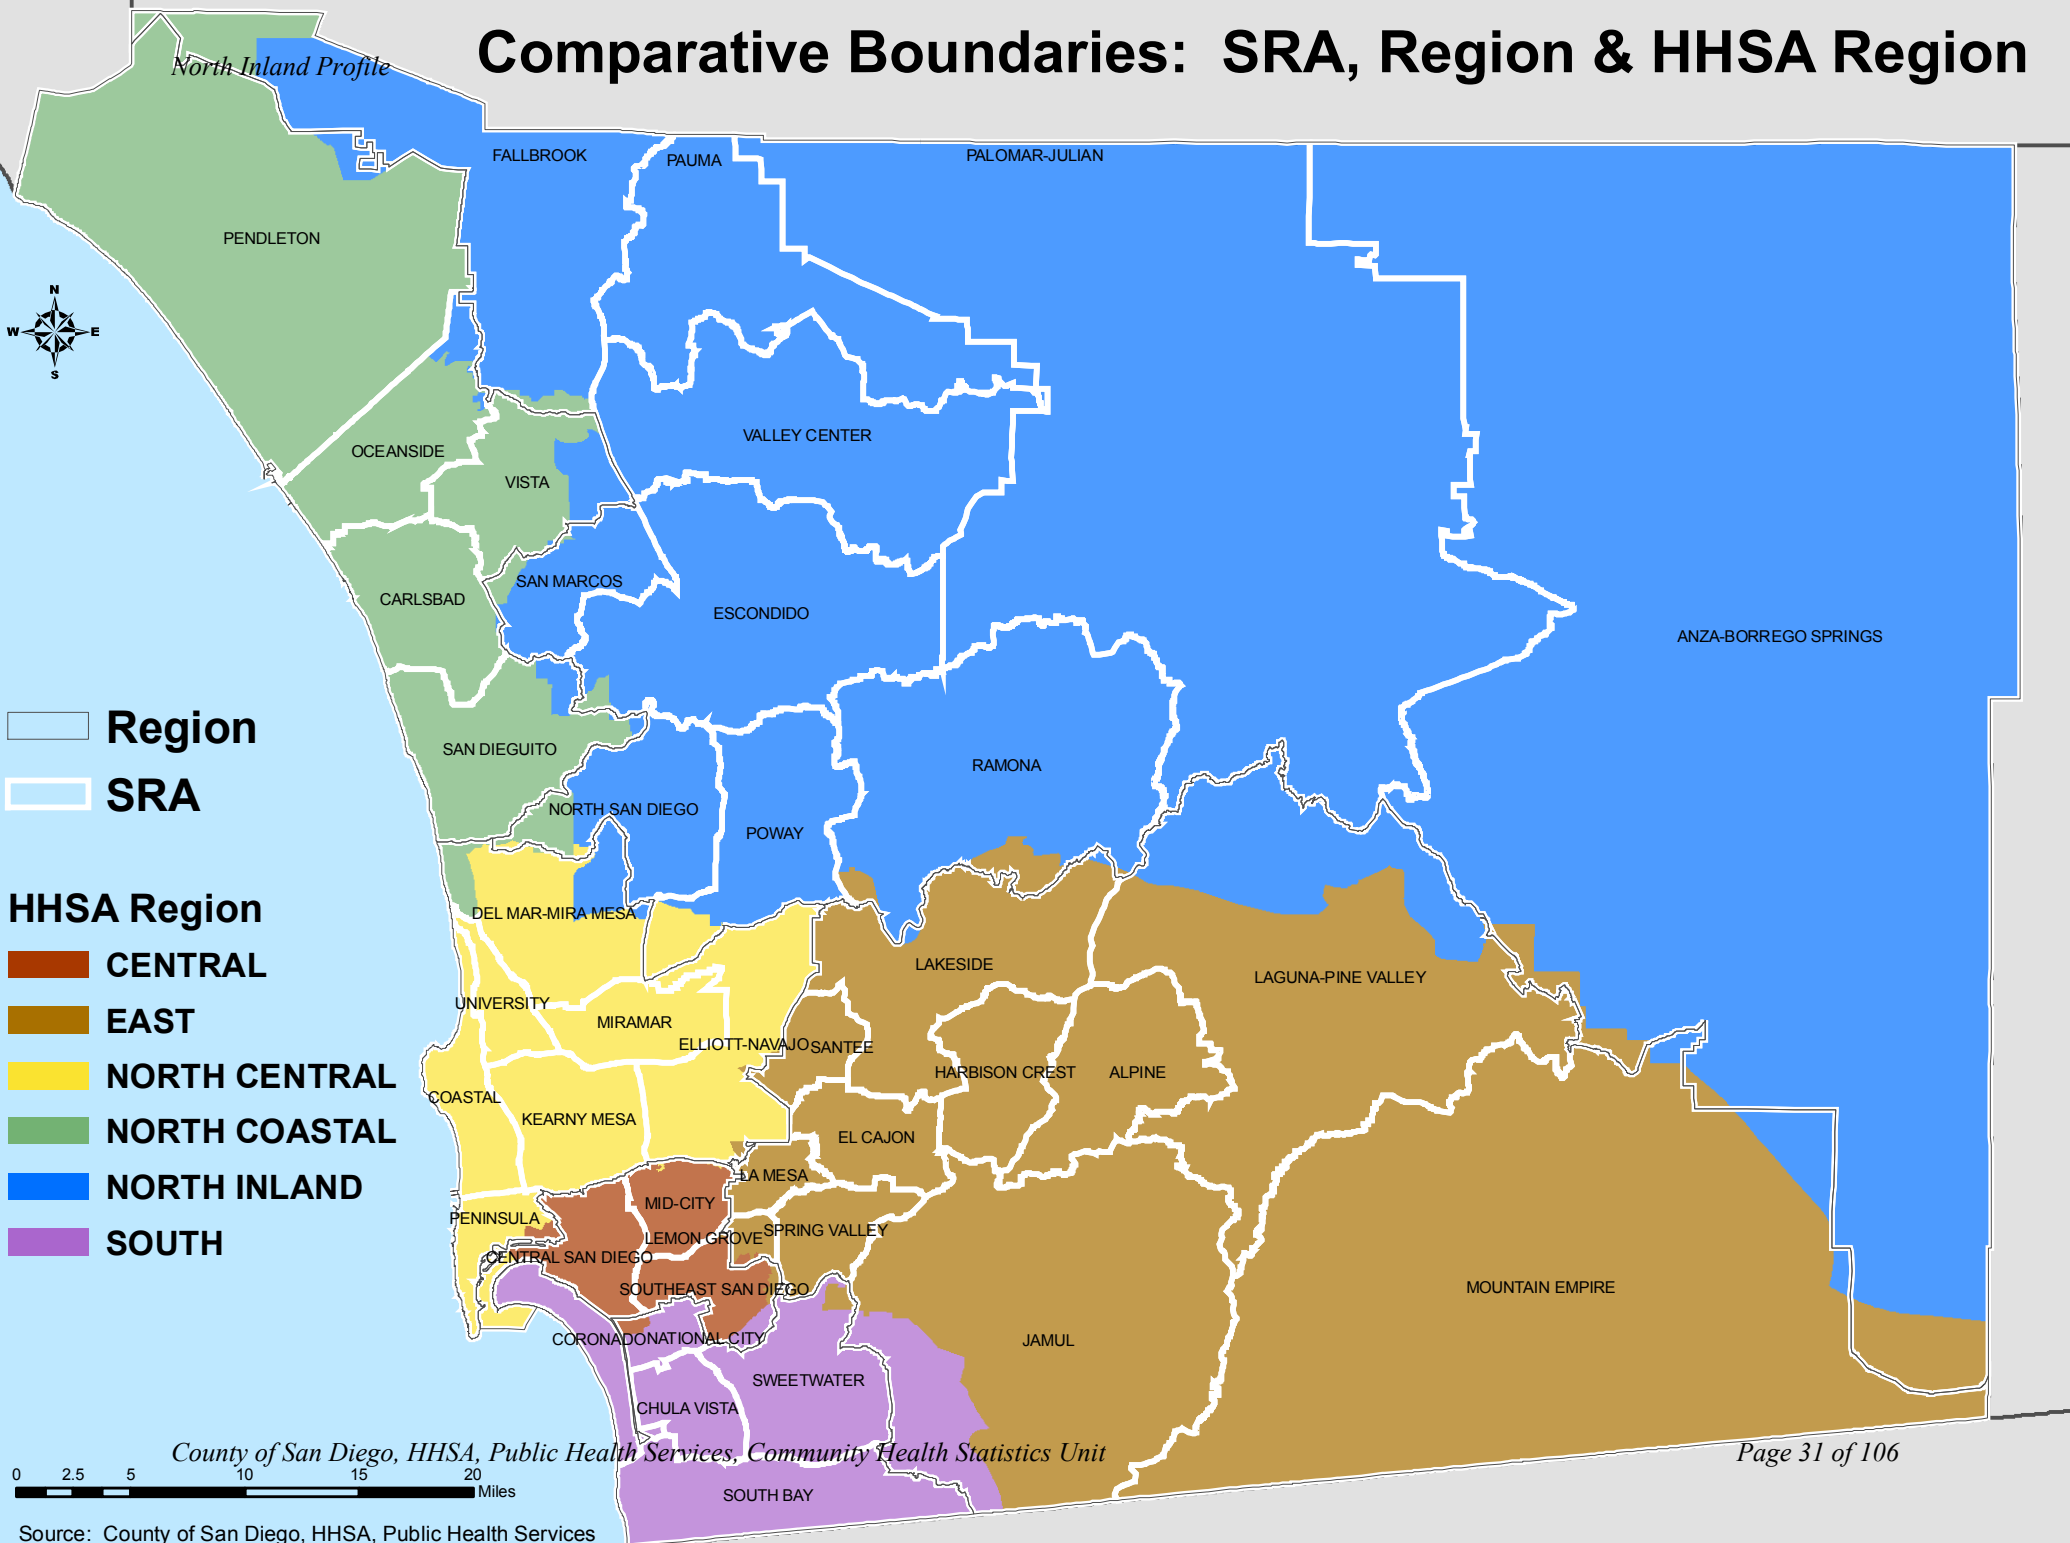 Comparative Boundaries:  SRA, Region & HHSA Region
North Inland Profile
FALLBROOK
PAUMA
PALOMAR-JULIAN
PENDLETON
N
W
E
S
VALLEY CENTER
OCEANSIDE
VISTA
SAN MARCOS
CARLSBAD
ESCONDIDO
ANZA-BORREGO SPRINGS
Region
SAN DIEGUITO
RAMONA
SRA
NORTH SAN DIEGO
POWAY
HHSA Region
DEL MAR-MIRA MESA
CENTRAL
LAKESIDE
LAGUNA-PINE VALLEY
UNIVERSITY
EAST
MIRAMAR
ELLIOTT-NAVAJO
SANTEE
NORTH CENTRAL
HARBISON CREST
ALPINE
COASTAL
KEARNY MESA
NORTH COASTAL
EL CAJON
LA MESA
NORTH INLAND
MID-CITY
PENINSULA
SPRING VALLEY
LEMON GROVE
SOUTH
CENTRAL SAN DIEGO
SOUTHEAST SAN DIEGO
MOUNTAIN EMPIRE
CORONADO
NATIONAL CITY
JAMUL
SWEETWATER
CHULA VISTA
County of San Diego, HHSA, Public Health Services, Community Health Statistics Unit
Page 31 of 106
0 2.5 5 10 15 20
Miles
SOUTH BAY
Source:  County of San Diego, HHSA, Public Health Services